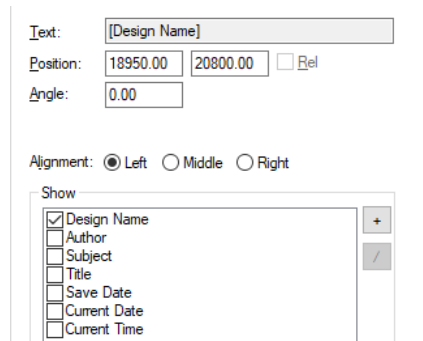 Text: [Design Name]
Position: 18950.00 20800.00 Rel
Angle: 0.00
Alignment: Left Middle Right
Show
Design Name +
Author
Subject /
Title
Save Date
Current Date
Current Time